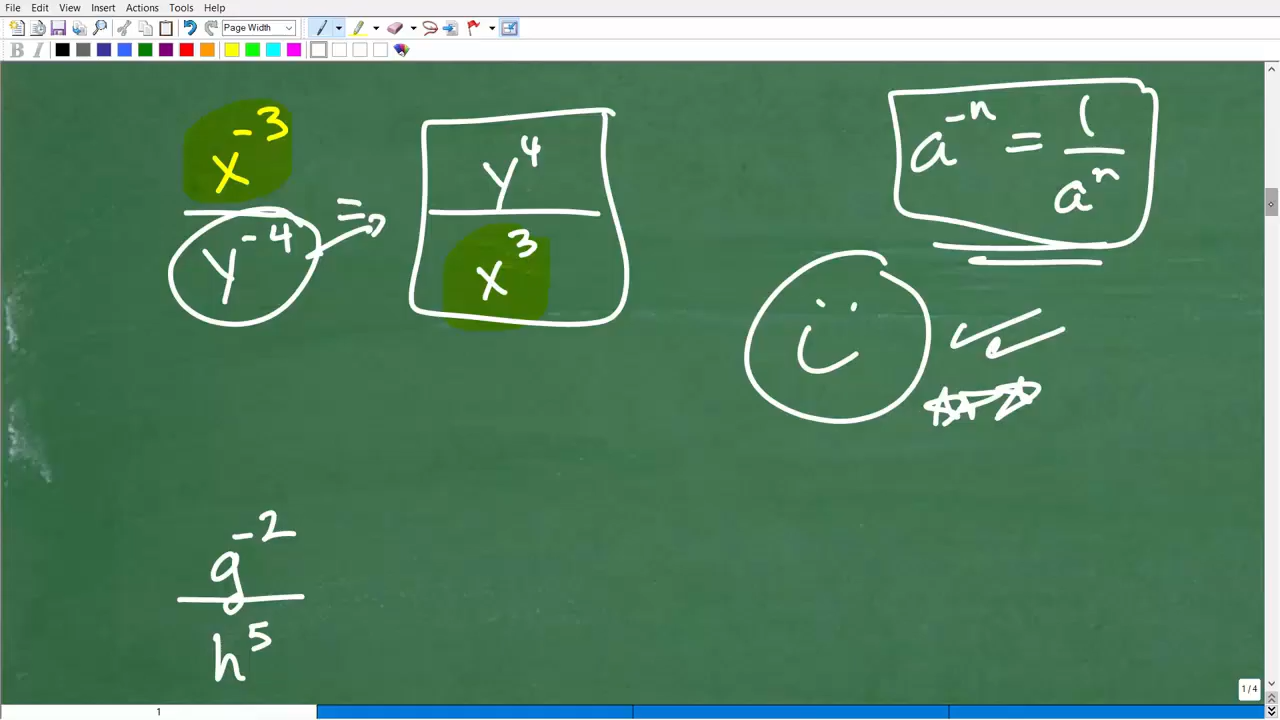 File Edit View Insert Actions Tools Help
Page Width
B I
x^-3 / y^-4 = y^4 / x^3
a^-n = 1 / a^n
g^-2 / h^5
1/4
1